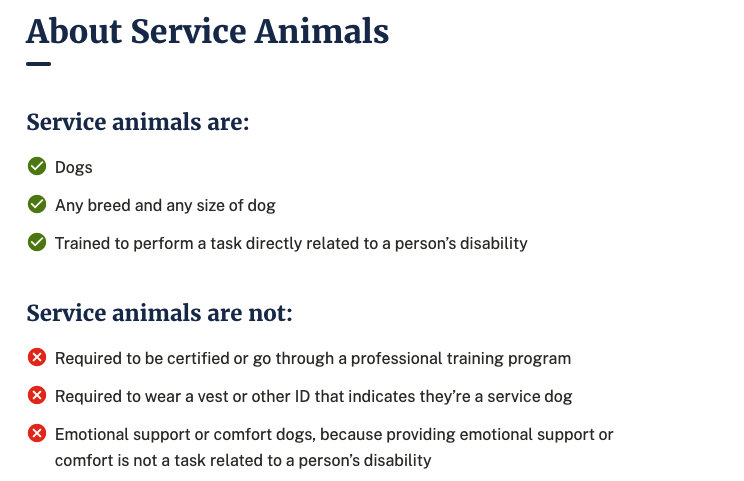 About Service Animals
Service animals are:
Dogs
Any breed and any size of dog
Trained to perform a task directly related to a person’s disability
Service animals are not:
Required to be certified or go through a professional training program
Required to wear a vest or other ID that indicates they’re a service dog
Emotional support or comfort dogs, because providing emotional support or
comfort is not a task related to a person’s disability